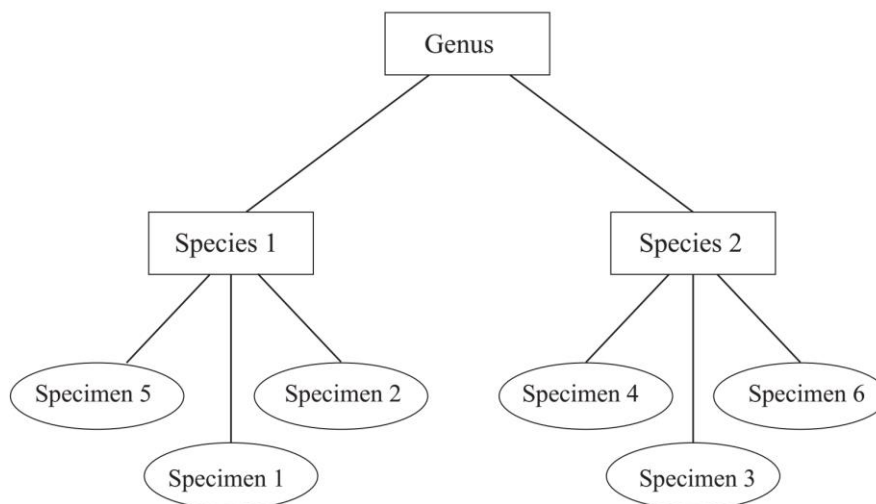 Genus
Species 1
Species 2
Specimen 5
Specimen 2
Specimen 4
Specimen 6
Specimen 1
Specimen 3